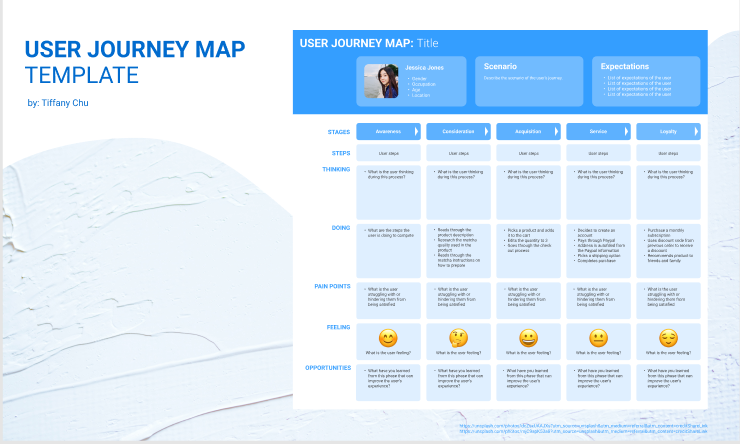 USER JOURNEY MAP
TEMPLATE
by: Tiffany Chu
USER JOURNEY MAP: Title
Jessica Jones
• Gender
• Occupation
• Age
• Location
Scenario
Describe the scenario of the user's journey
Expectations
• List of expectations of the user
• List of expectations of the user
• List of expectations of the user
• List of expectations of the user
STAGES
Awareness
Consideration
Acquisition
Service
Loyalty
STEPS
User steps
User steps
User steps
User steps
User steps
THINKING
• What is the user thinking
during this process?
• What is the user thinking
during this process?
• What is the user thinking
during this process?
• What is the user thinking
during this process?
• What is the user thinking
during this process?
DOING
• What are the steps the
user is doing to compete
• Reads through the
product description
• Research the matcha
quality used in the
product
• Reads through the
matcha instructions on
how to prepare
• Picks a product and adds
it to the cart
• Edits the quantity to 2
• Goes through the check
out process
• Decides to create an
account
• Pays through Paypal
• Address is autofilled from
the Paypal information
• Picks a shipping option
• Completes purchase
• Purchase a monthly
subscription
• Uses discount code from
previous order to receive
a discount
• Recommends product to
friends and family
PAIN POINTS
• What is the user
struggling with or
hindering them from
being satisfied
• What is the user
struggling with or
hindering them from
being satisfied
• What is the user
struggling with or
hindering them from
being satisfied
• What is the user
struggling with or
hindering them from
being satisfied
• What is the user
struggling with or
hindering them from
being satisfied
FEELING
What is the user feeling?
What is the user feeling?
What is the user feeling?
What is the user feeling?
What is the user feeling?
OPPORTUNITIES
• What have you learned
from this phase that can
improve the user's
experience?
• What have you learned
from this phase that can
improve the user's
experience?
• What have you learned
from this phase that can
improve the user's
experience?
• What have you learned
from this phase that can
improve the user's
experience?
• What have you learned
from this phase that can
improve the user's
experience?